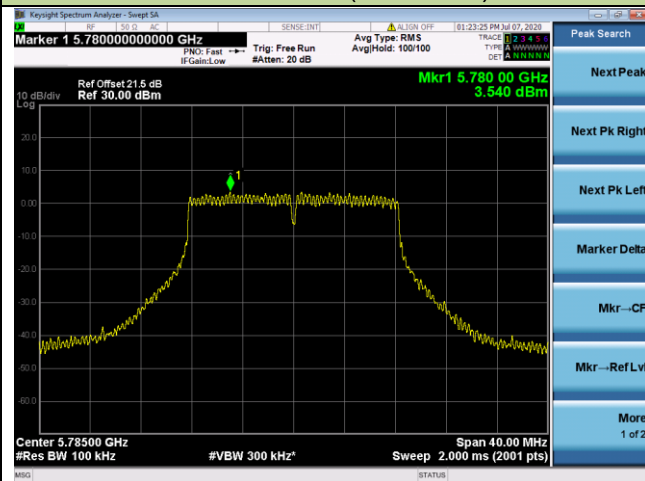 Keysight Spectrum Analyzer - Swept SA
RF 50 Ω AC SENSE:INT ALIGN OFF 01:23:25 PM Jul 07, 2020
Marker 1 5.780000000000 GHz
PNO: Fast
IFGain:Low
Trig: Free Run
#Atten: 20 dB
Avg Type: RMS
Avg|Hold: 100/100
TRACE 1 2 3 4 5 6
TYPE A WWWWW
DET A N N N N N
Peak Search
Ref Offset 21.5 dB
Ref 30.00 dBm
10 dB/div
Log
Mkr1 5.780 00 GHz
3.540 dBm
20.0
10.0
0.00
-10.0
-20.0
-30.0
-40.0
-50.0
-60.0
1
Center 5.78500 GHz
#Res BW 100 kHz
#VBW 300 kHz*
Span 40.00 MHz
Sweep 2.000 ms (2001 pts)
MSG
STATUS
Next Peak
Next Pk Right
Next Pk Left
Marker Delta
Mkr→CF
Mkr→Ref Lvl
More
1 of 2